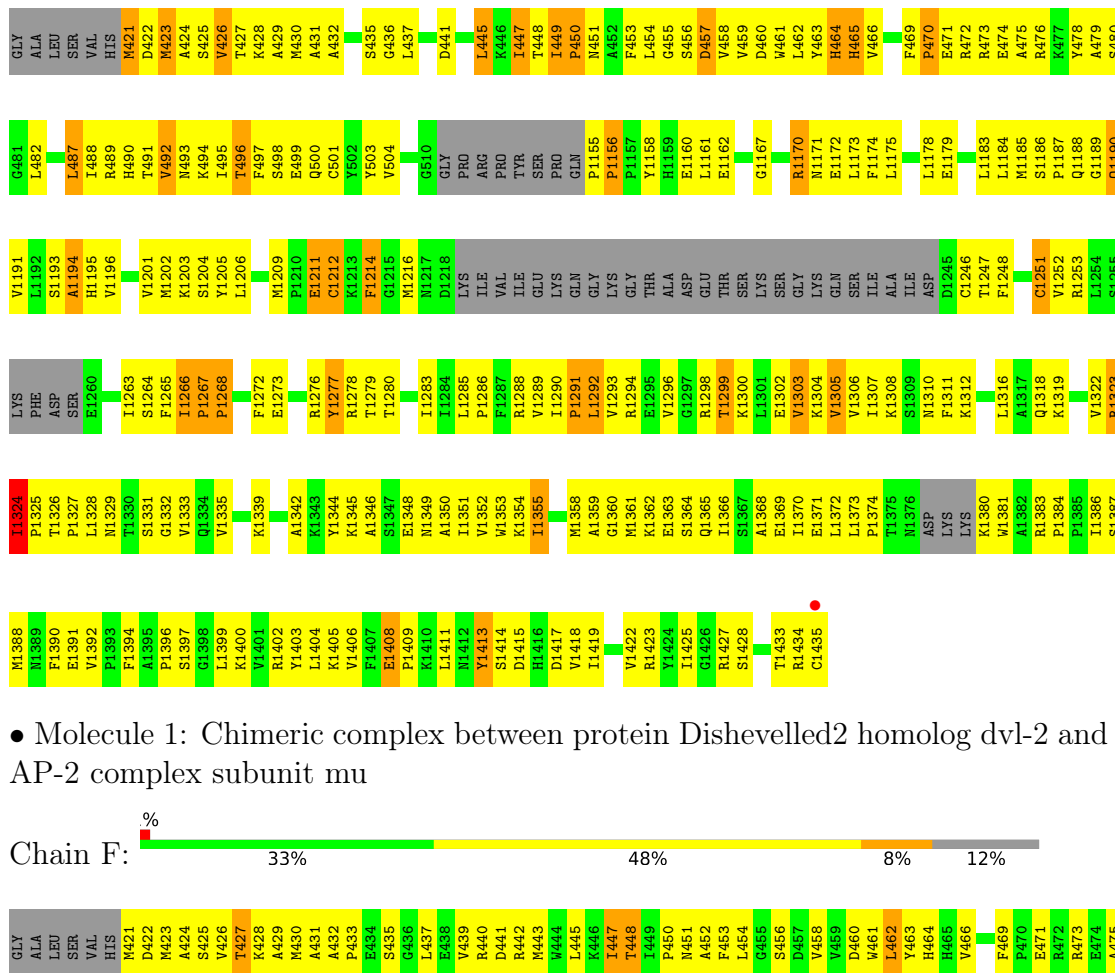 GLY ALA LEU SER VAL HIS M421 D422 M423 A424 S425 V426 T427 K428 A429 M430 A431 A432 S435 G436 L437 D441 L445 K446 I447 T448 I449 P450 N451 A452 F453 L454 G455 S456 D457 V458 V459 D460 W461 L462 Y463 H464 H465 V466 F469 P470 E471 R472 R473 E474 A475 R476 K477 Y478 A479 S480
G481 L482 L487 I488 R489 H490 T491 V492 N493 K494 I495 T496 F497 S498 E499 Q500 C501 Y502 Y503 V504 G510 GLY PRO ARG PRO TYR SER PRO GLN P1155 P1156 P1157 Y1158 H1159 E1160 L1161 E1162 G1167 R1170 N1171 E1172 L1173 F1174 L1175 L1178 E1179 L1183 L1184 M1185 S1186 P1187 Q1188 G1189 Q1190
V1191 L1192 S1193 A1194 H1195 V1196 V1201 M1202 K1203 S1204 Y1205 L1206 M1209 P1210 E1211 C1212 K1213 F1214 G1215 M1216 N1217 D1218 LYS ILE VAL ILE GLU LYS GLN GLY LYS GLY THR ALA ASP GLU THR SER LYS SER GLY LYS GLN SER ILE ALA ILE ASP D1245 C1246 T1247 F1248 C1251 V1252 R1253 L1254 S1255
LYS PHE ASP SER E1260 I1263 S1264 F1265 I1266 P1267 P1268 F1272 E1273 R1276 Y1277 R1278 T1279 T1280 I1283 I1284 L1285 P1286 F1287 R1288 V1289 I1290 P1291 L1292 V1293 R1294 E1295 V1296 G1297 R1298 T1299 K1300 L1301 E1302 V1303 K1304 V1305 V1306 I1307 K1308 S1309 N1310 F1311 K1312 L1316 A1317 Q1318 K1319 V1322 R1323
I1324 P1325 T1326 P1327 L1328 N1329 T1330 S1331 G1332 V1333 Q1334 V1335 K1339 A1342 K1343 Y1344 K1345 A1346 S1347 E1348 N1349 A1350 I1351 V1352 W1353 K1354 I1355 M1358 A1359 G1360 M1361 K1362 E1363 S1364 Q1365 I1366 S1367 A1368 E1369 I1370 E1371 L1372 L1373 P1374 T1375 N1376 ASP LYS LYS K1380 W1381 A1382 R1383 P1384 P1385 I1386 S1387
M1388 N1389 F1390 E1391 V1392 P1393 F1394 A1395 P1396 S1397 G1398 L1399 K1400 V1401 R1402 Y1403 L1404 K1405 V1406 F1407 E1408 P1409 K1410 L1411 N1412 Y1413 S1414 D1415 H1416 D1417 V1418 I1419 V1422 R1423 Y1424 I1425 G1426 R1427 S1428 T1433 R1434 C1435
• Molecule 1: Chimeric complex between protein Dishevelled2 homolog dvl-2 and
AP-2 complex subunit mu
Chain F: .% 33% 48% 8% 12%
GLY ALA LEU SER VAL HIS M421 D422 M423 A424 S425 V426 T427 K428 A429 M430 A431 A432 P433 E434 S435 G436 L437 E438 V439 R440 D441 R442 M443 W444 L445 K446 I447 T448 I449 P450 N451 A452 F453 L454 G455 S456 D457 V458 V459 D460 W461 L462 Y463 H464 H465 V466 F469 P470 E471 R472 R473 E474 A475